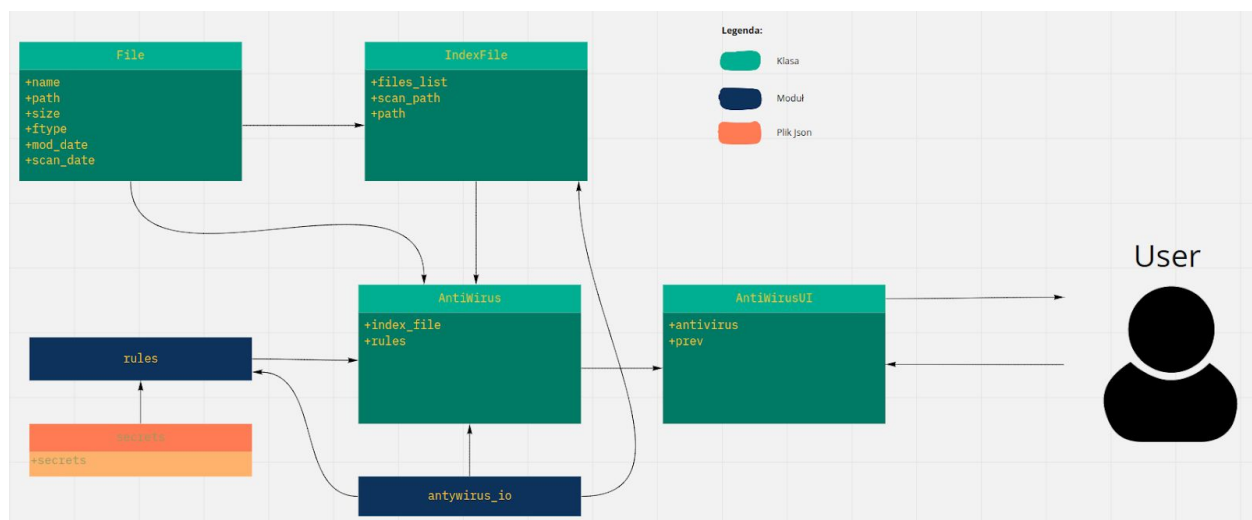 Legenda:
Klasa
Moduł
Plik Json
File
+name
+path
+size
+ftype
+mod_date
+scan_date
IndexFile
+files_list
+scan_path
+path
User
AntiWirus
+index_file
+rules
AntiWirusUI
+antivirus
+prev
rules
secrets
+secrets
antywirus_io